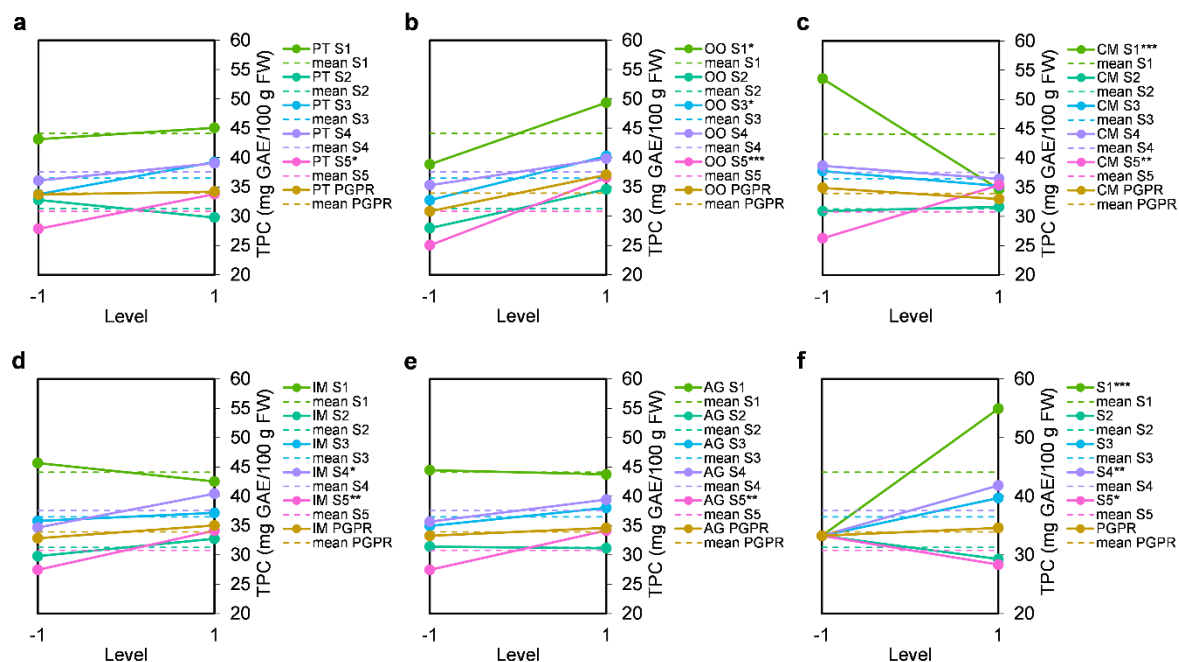 a
60
55
50
45
40
35
30
25
20
TPC (mg GAE/100 g FW)
-1
1
Level
PT S1
mean S1
PT S2
mean S2
PT S3
mean S3
PT S4
mean S4
PT S5*
mean S5
PT PGPR
mean PGPR
b
60
55
50
45
40
35
30
25
20
TPC (mg GAE/100 g FW)
-1
1
Level
OO S1*
mean S1
OO S2
mean S2
OO S3*
mean S3
OO S4
mean S4
OO S5***
mean S5
OO PGPR
mean PGPR
c
60
55
50
45
40
35
30
25
20
TPC (mg GAE/100 g FW)
-1
1
Level
CM S1***
mean S1
CM S2
mean S2
CM S3
mean S3
CM S4
mean S4
CM S5**
mean S5
CM PGPR
mean PGPR
d
60
55
50
45
40
35
30
25
20
TPC (mg GAE/100 g FW)
-1
1
Level
IM S1
mean S1
IM S2
mean S2
IM S3
mean S3
IM S4*
mean S4
IM S5**
mean S5
IM PGPR
mean PGPR
e
60
55
50
45
40
35
30
25
20
TPC (mg GAE/100 g FW)
-1
1
Level
AG S1
mean S1
AG S2
mean S2
AG S3
mean S3
AG S4
mean S4
AG S5**
mean S5
AG PGPR
mean PGPR
f
60
55
50
45
40
35
30
25
20
TPC (mg GAE/100 g FW)
-1
1
Level
S1***
mean S1
S2
mean S2
S3
mean S3
S4**
mean S4
S5*
mean S5
PGPR
mean PGPR